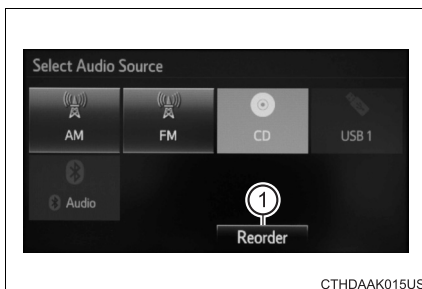 Select Audio Source
AM FM CD USB 1
Audio
1
Reorder
CTHDAAK015US